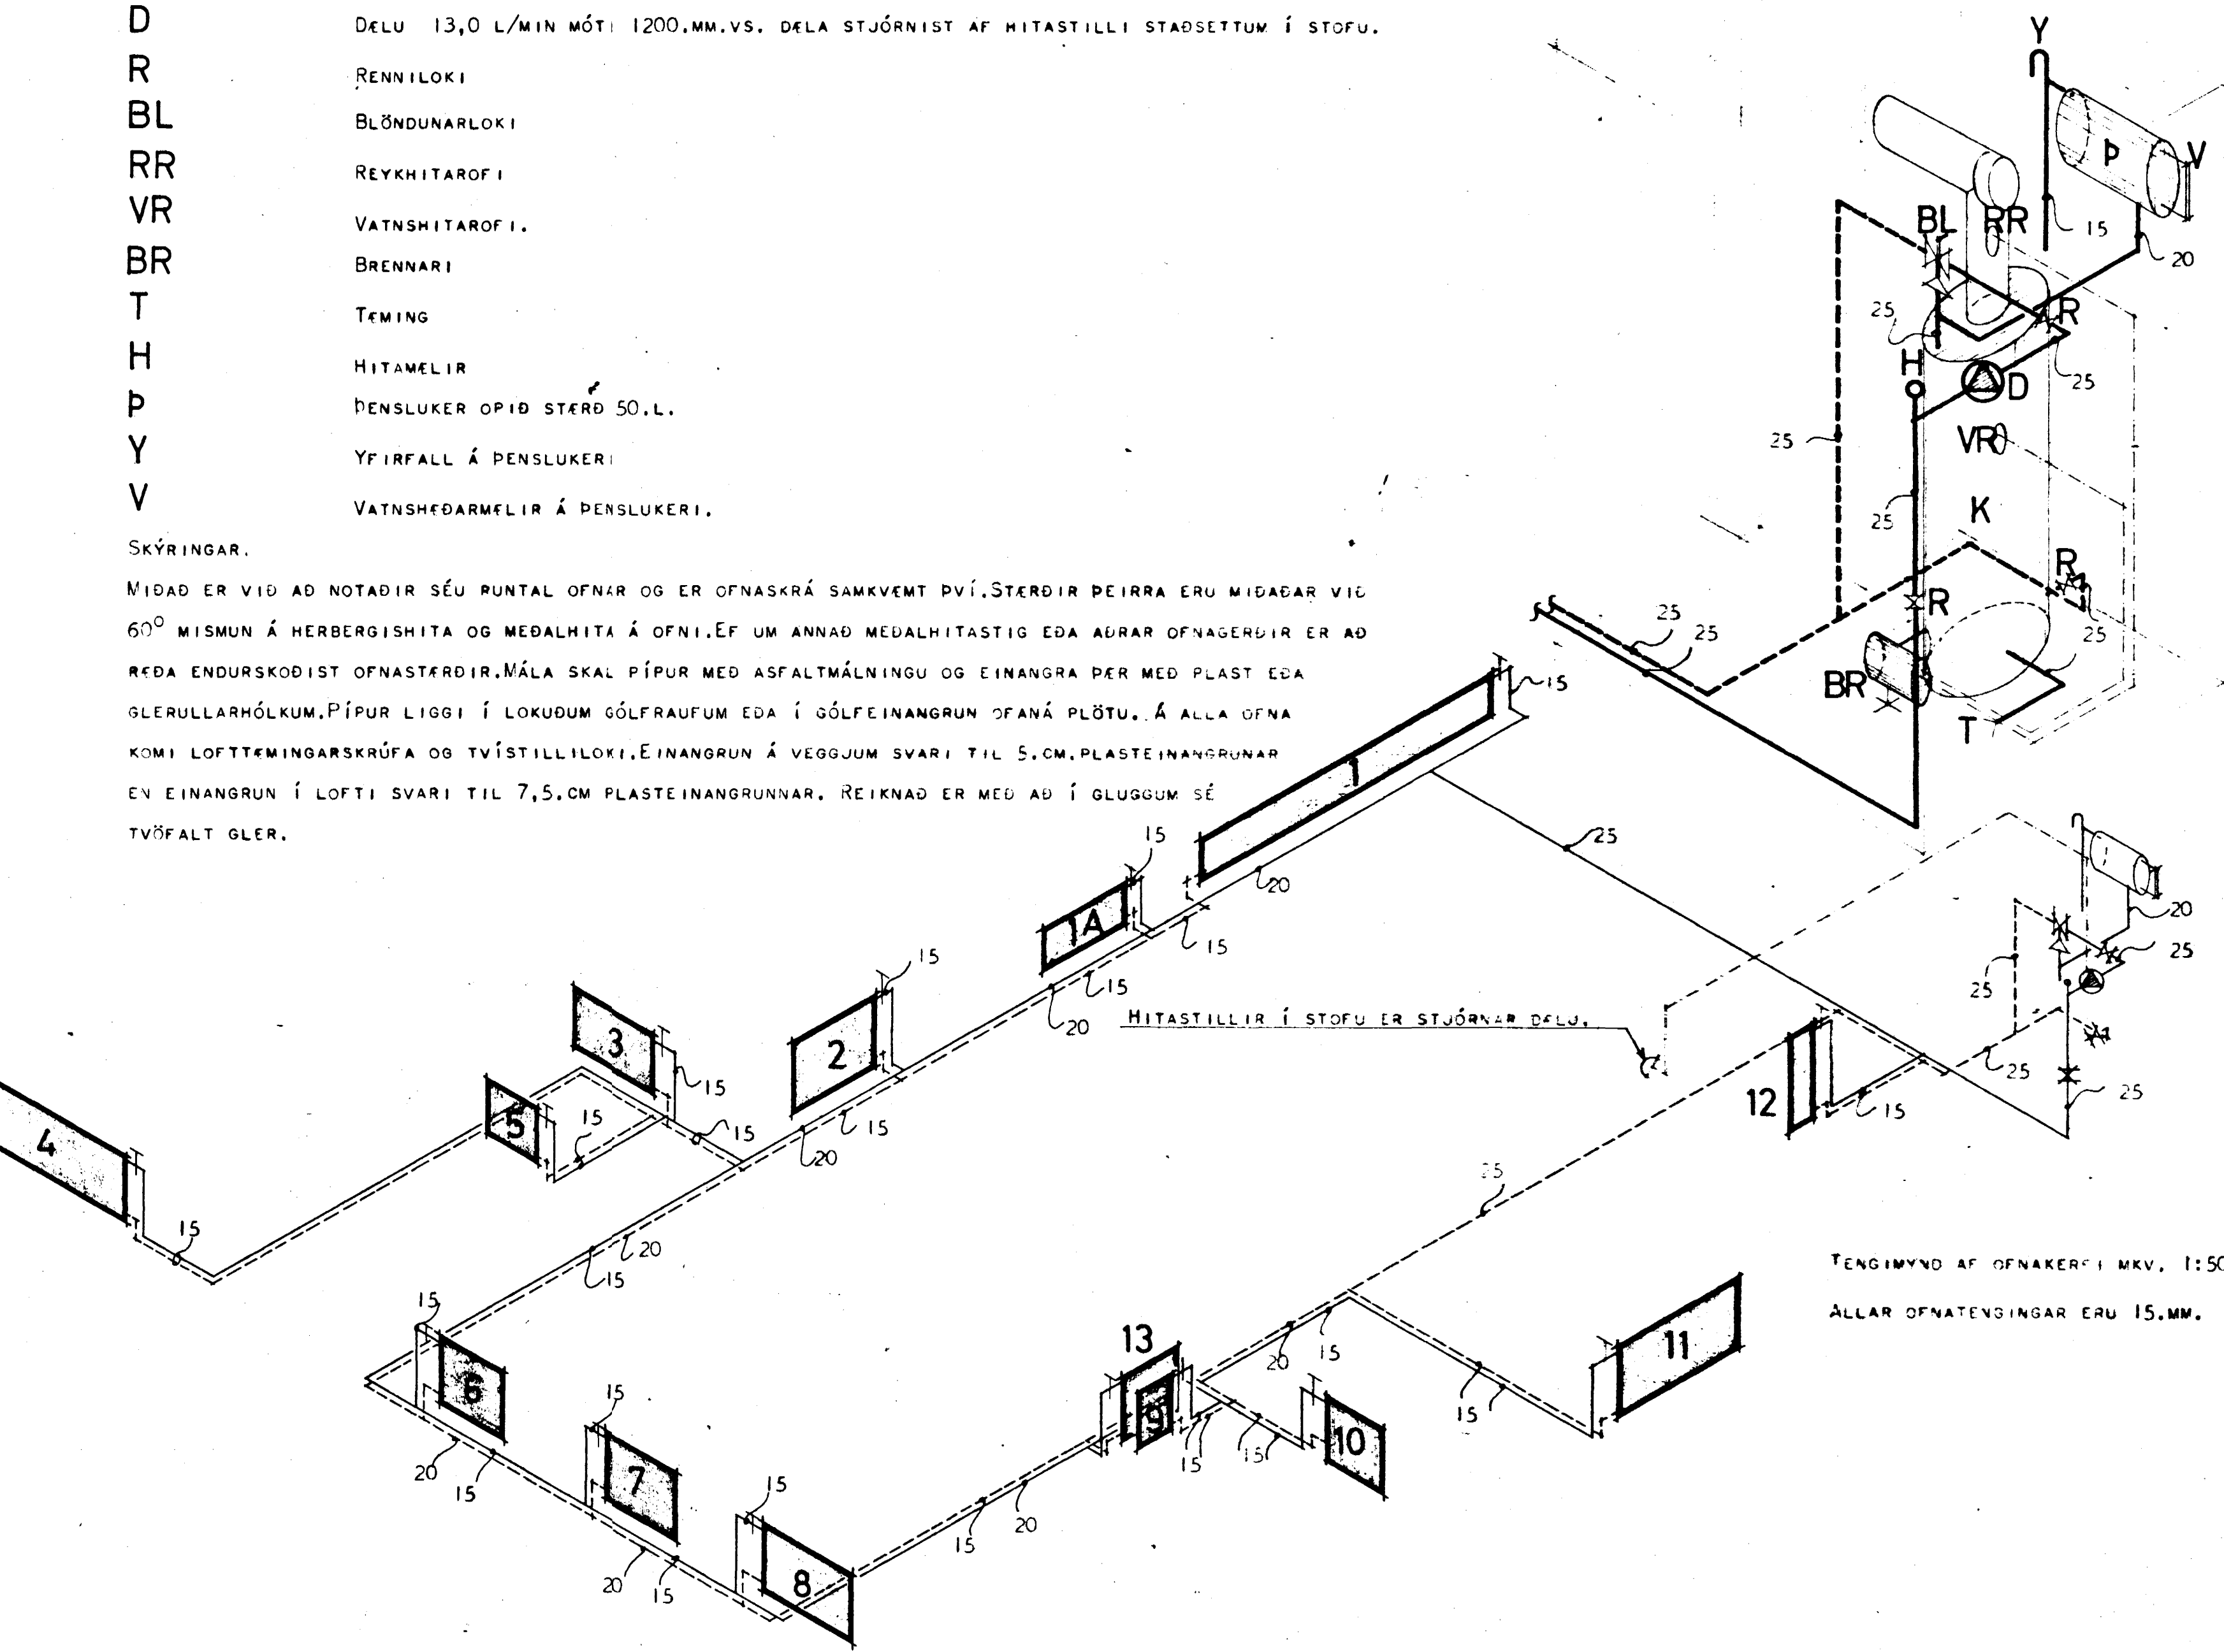 D DÆLU 13,0 L/MIN MÓTI 1200.MM.VS. DÆLA STJÓRNIST AF HITASTILLI STAÐSETTUM Í STOFU.
R RENNILOKI
BL BLÖNDUNARLOKI
RR REYKHITAROFI
VR VATNSHITAROFI.
BR BRENNARI
T TÆMING
H HITAMÆLIR
Þ ÞENSLUKER OPIÐ STÆRÐ 50.L.
Y YFIRFALL Á ÞENSLUKERI
V VATNSHÆÐARMÆLIR Á ÞENSLUKERI.
SKÝRINGAR.
MIÐAÐ ER VIÐ AÐ NOTAÐIR SÉU RUNTAL OFNAR OG ER OFNASKRÁ SAMKVÆMT ÞVÍ.STÆRÐIR ÞEIRRA ERU MIÐAÐAR VIÐ
60° MISMUN Á HERBERGISHITA OG MEÐALHITA Á OFNI.EF UM ANNAÐ MEÐALHITASTIG EÐA AÐRAR OFNAGERÐIR ER AÐ
RÆÐA ENDURSKOÐIST OFNASTÆRÐIR.MÁLA SKAL PÍPUR MEÐ ASFALTMÁLNINGU OG EINANGRA ÞÆR MEÐ PLAST EÐA
GLERULLARHÓLKUM.PÍPUR LIGGI Í LOKUÐUM GÓLFRAUFUM EÐA Í GÓLFEINANGRUN OFANÁ PLÖTU. Á ALLA OFNA
KOMI LOFTTÆMINGARSKRÚFA OG TVÍSTILLILOKI.EINANGRUN Á VEGGJUM SVARI TIL 5.CM.PLASTEINANGRUNAR
EN EINANGRUN Í LOFTI SVARI TIL 7,5.CM PLASTEINANGRUNNAR. REIKNAÐ ER MEÐ AÐ Í GLUGGUM SÉ
TVÖFALT GLER.
Y
Þ V
BL RR
15
20
25
R
H
25
D
25
VR
25
K
R
25
R
25
25
BR
T
15
1
25
15
20
1A
20
15
25
25
15
15
3
2
20
HITASTILLIR Í STOFU ER STJÓRNAR DÆLU.
25
15
5
15
12
15
25
4
15
20
15
25
15
20
15
TENGIMYND AF OFNAKERFI MKV. 1:50
ALLAR OFNATENGINGAR ERU 15.MM.
15
13
20
15
11
6
15
9
10
15
15
15
20
15
7
15
15
20
20
15
8